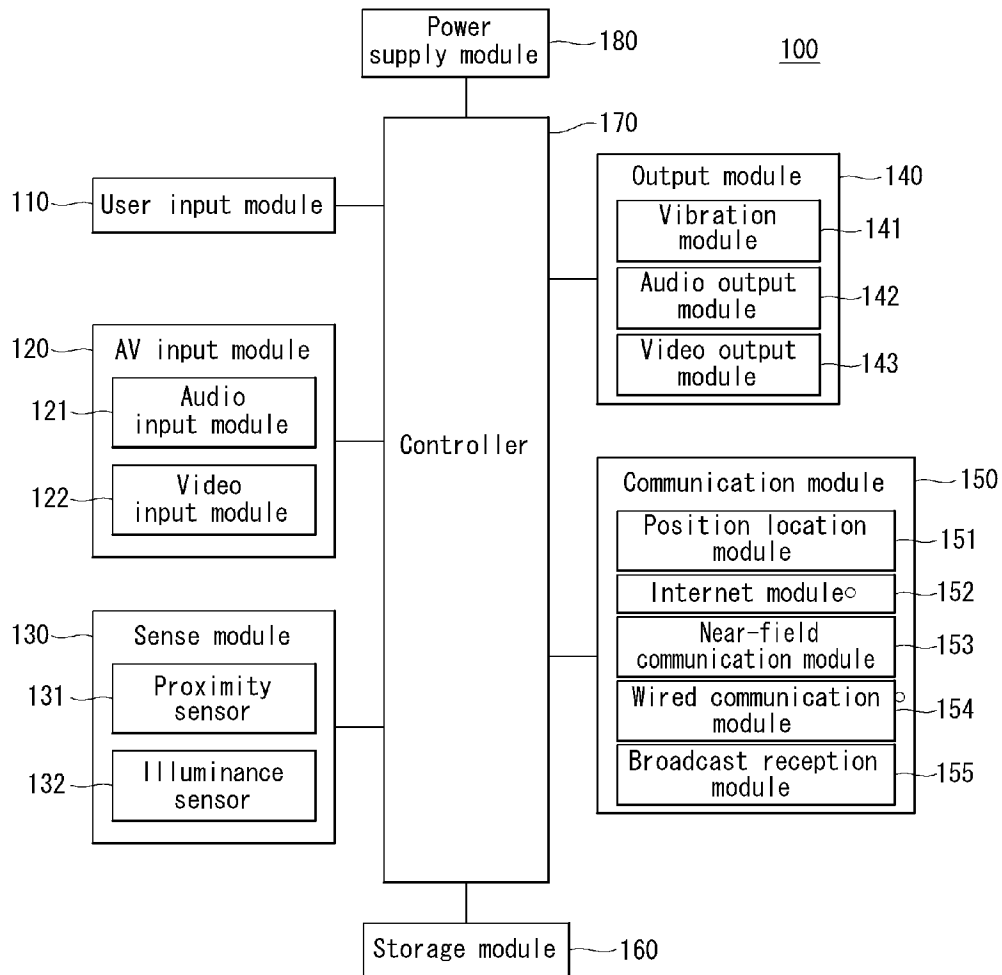 Power
supply module
180
100
170
Controller
110
User input module
120
AV input module
121
Audio
input module
122
Video
input module
130
Sense module
131
Proximity
sensor
132
Illuminance
sensor
Output module
140
Vibration
module
141
Audio output
module
142
Video output
module
143
Communication module
150
Position location
module
151
Internet module
152
Near-field
communication module
153
Wired communication
module
154
Broadcast reception
module
155
Storage module
160